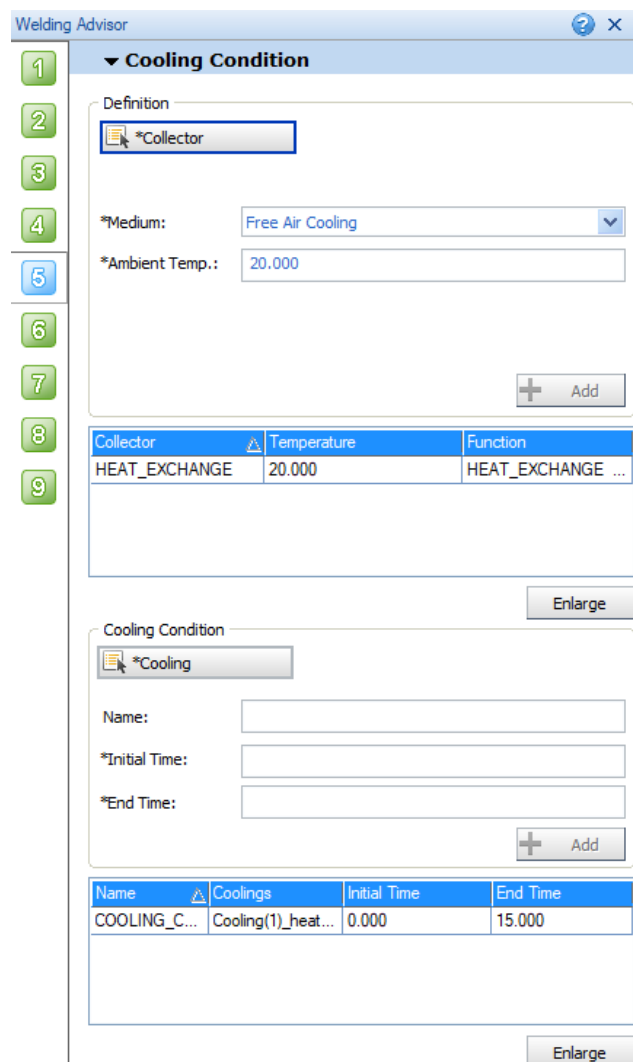 Welding Advisor
1
Cooling Condition
2
Definition
*Collector
3
4
*Medium: Free Air Cooling
5
*Ambient Temp.: 20.000
6
7
Add
8
Collector Temperature Function
HEAT_EXCHANGE 20.000 HEAT_EXCHANGE ...
9
Enlarge
Cooling Condition
*Cooling
Name:
*Initial Time:
*End Time:
Add
Name Coolings Initial Time End Time
COOLING_C... Cooling(1)_heat... 0.000 15.000
Enlarge